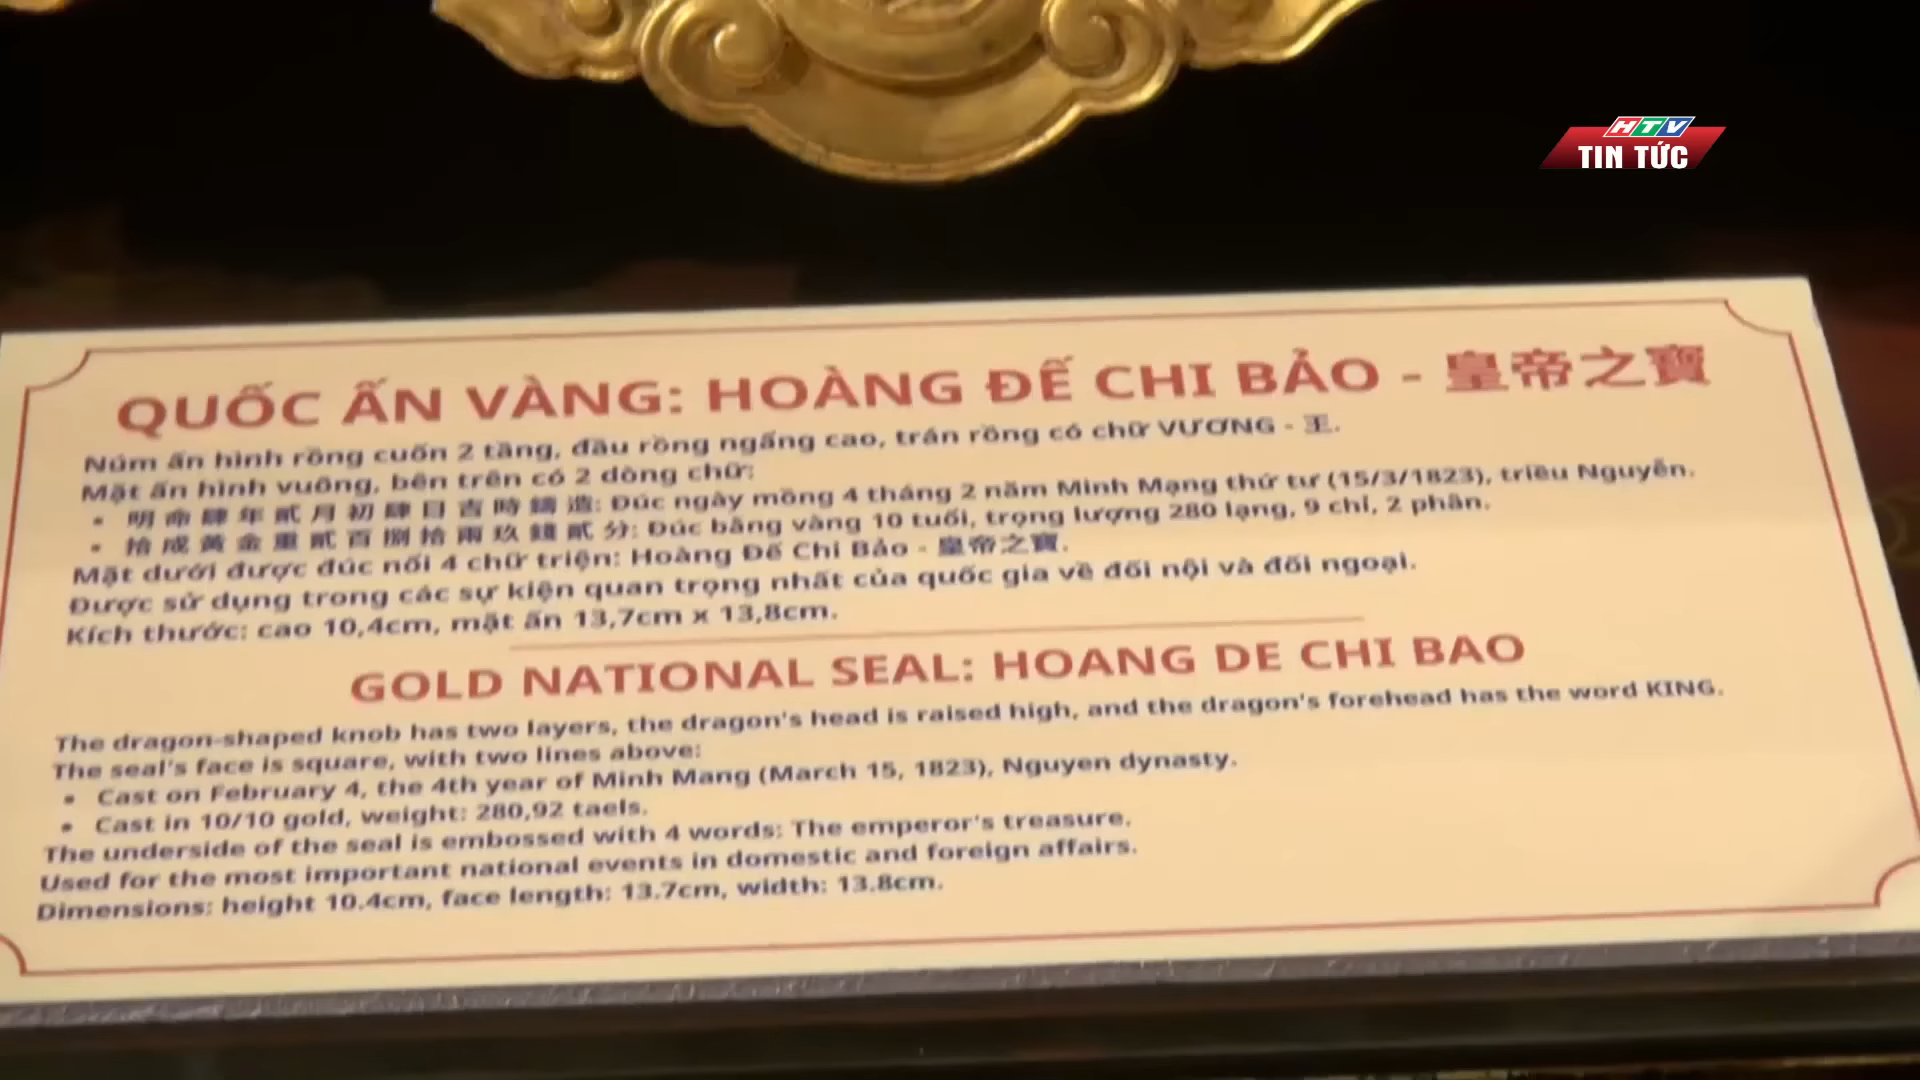 HTV
TIN TỨC
QUỐC ẤN VÀNG: HOÀNG ĐẾ CHI BẢO - 皇帝之寶
Núm ấn hình rồng cuốn 2 tầng, đầu rồng ngẩng cao, trán rồng có chữ VƯƠNG - 王.
Mặt ấn hình vuông, bên trên có 2 dòng chữ:
• 明命肆年貳月初肆日吉時鑄造: Đúc ngày mồng 4 tháng 2 năm Minh Mạng thứ tư (15/3/1823), triều Nguyễn.
• 拾成黃金重貳百捌拾兩玖錢貳分: Đúc bằng vàng 10 tuổi, trọng lượng 280 lạng, 9 chỉ, 2 phân.
Mặt dưới được đúc nổi 4 chữ triện: Hoàng Đế Chi Bảo - 皇帝之寶.
Được sử dụng trong các sự kiện quan trọng nhất của quốc gia về đối nội và đối ngoại.
Kích thước: cao 10,4cm, mặt ấn 13,7cm x 13,8cm.
GOLD NATIONAL SEAL: HOANG DE CHI BAO
The dragon-shaped knob has two layers, the dragon's head is raised high, and the dragon's forehead has the word KING.
The seal's face is square, with two lines above:
• Cast on February 4, the 4th year of Minh Mang (March 15, 1823), Nguyen dynasty.
• Cast in 10/10 gold, weight: 280,92 taels.
The underside of the seal is embossed with 4 words: The emperor's treasure.
Used for the most important national events in domestic and foreign affairs.
Dimensions: height 10.4cm, face length: 13.7cm, width: 13.8cm.